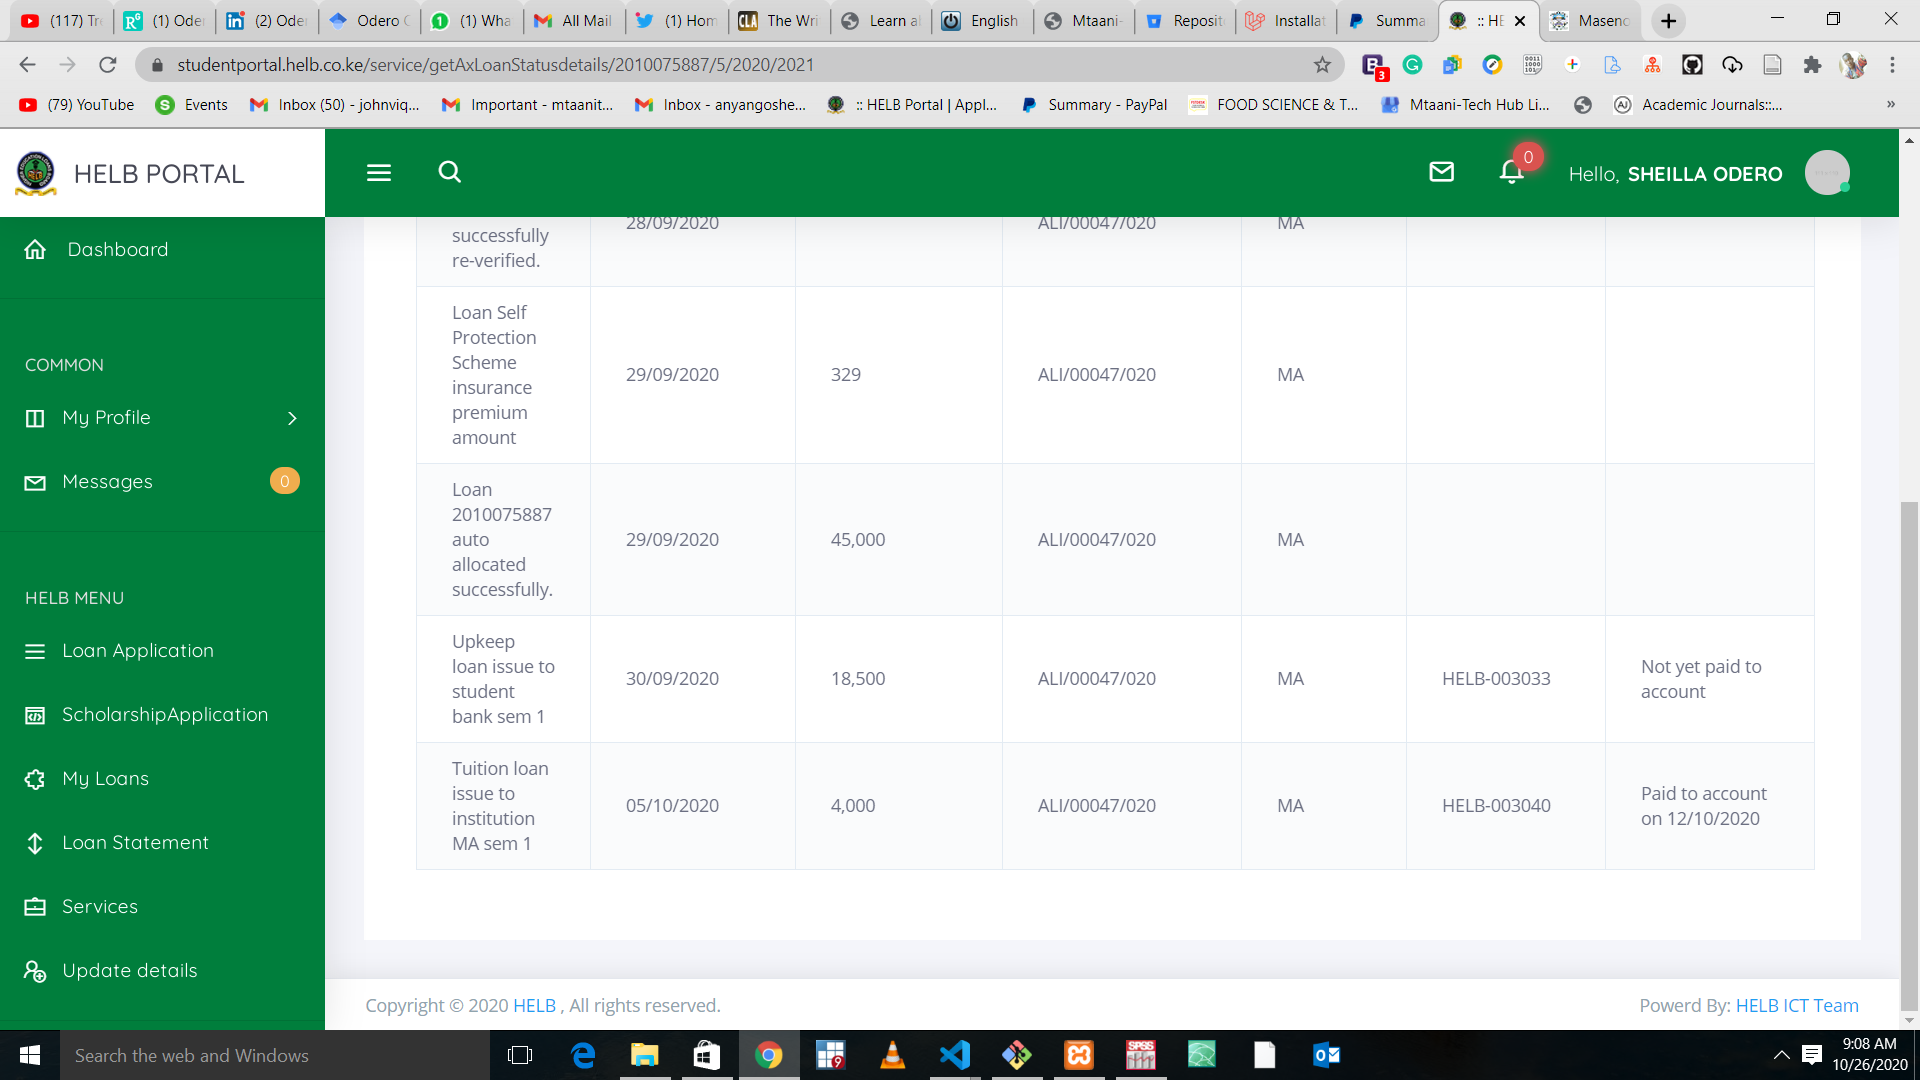 (117) Tre
(1) Oder
(2) Oder
Odero O
(1) Wha
All Mail
(1) Hom
The Wri
Learn al
English
Mtaani-
Reposit
Installat
Summa
:: HE
Maseno
studentportal.helb.co.ke/service/getAxLoanStatusdetails/2010075887/5/2020/2021
3
(79) YouTube
Events
Inbox (50) - johnviq...
Important - mtaanit...
Inbox - anyangoshe...
:: HELB Portal | Appl...
Summary - PayPal
FOOD SCIENCE & T...
Mtaani-Tech Hub Li...
Academic Journals::...
»
HELB PORTAL
0
Hello, SHEILLA ODERO
Dashboard
COMMON
My Profile
Messages
0
HELB MENU
Loan Application
ScholarshipApplication
My Loans
Loan Statement
Services
Update details
successfully
re-verified.
28/09/2020
ALI/00047/020
MA
Loan Self
Protection
Scheme
insurance
premium
amount
29/09/2020
329
ALI/00047/020
MA
Loan
2010075887
auto
allocated
successfully.
29/09/2020
45,000
ALI/00047/020
MA
Upkeep
loan issue to
student
bank sem 1
30/09/2020
18,500
ALI/00047/020
MA
HELB-003033
Not yet paid to
account
Tuition loan
issue to
institution
MA sem 1
05/10/2020
4,000
ALI/00047/020
MA
HELB-003040
Paid to account
on 12/10/2020
Copyright © 2020 HELB , All rights reserved.
Powerd By: HELB ICT Team
Search the web and Windows
9:08 AM
10/26/2020